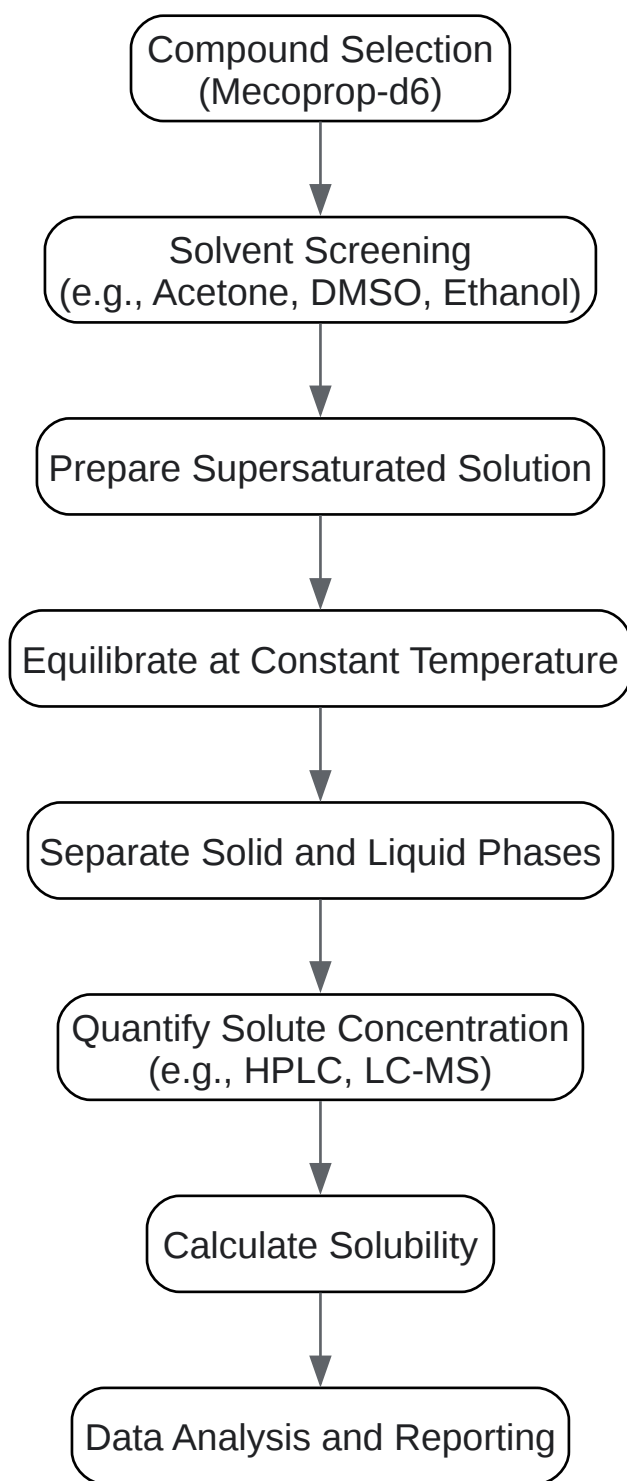 Compound Selection
(Mecoprop-d6)
Solvent Screening
(e.g., Acetone, DMSO, Ethanol)
Prepare Supersaturated Solution
Equilibrate at Constant Temperature
Separate Solid and Liquid Phases
Quantify Solute Concentration
(e.g., HPLC, LC-MS)
Calculate Solubility
Data Analysis and Reporting